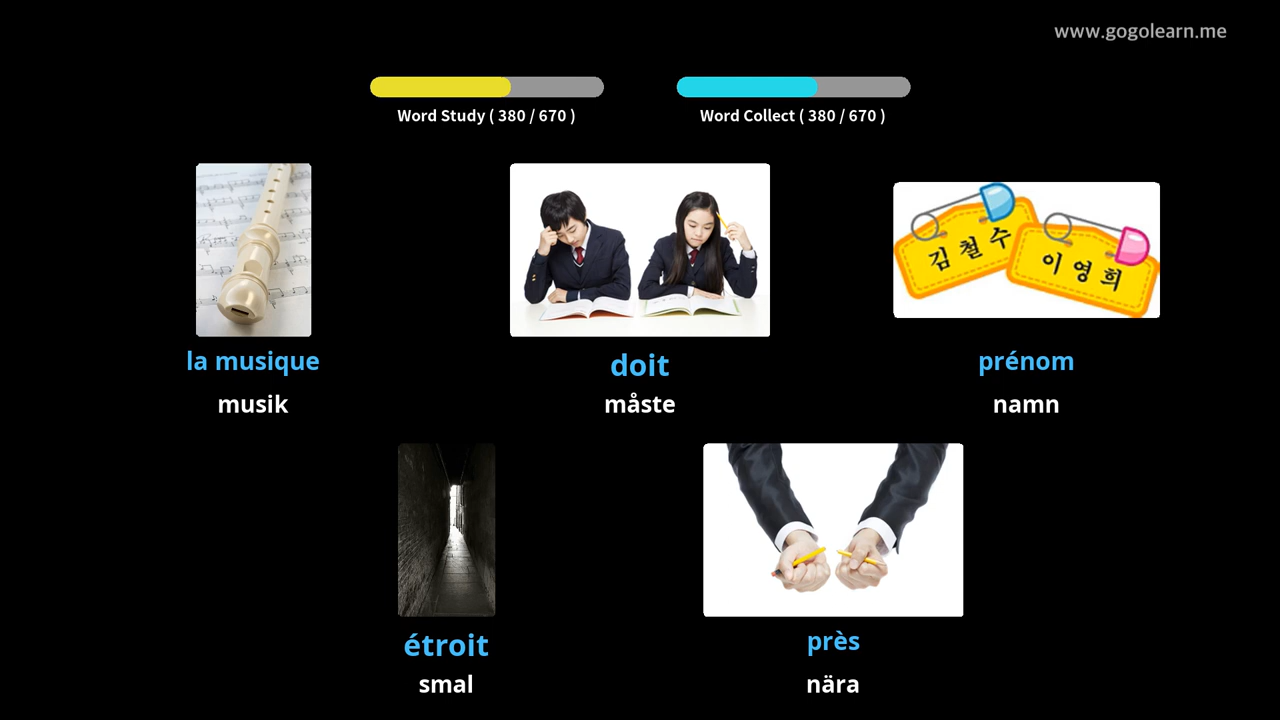 www.gogolearn.me
Word Study ( 380 / 670 )
Word Collect ( 380 / 670 )
김철수
이영희
la musique
musik
doit
måste
prénom
namn
étroit
smal
près
nära